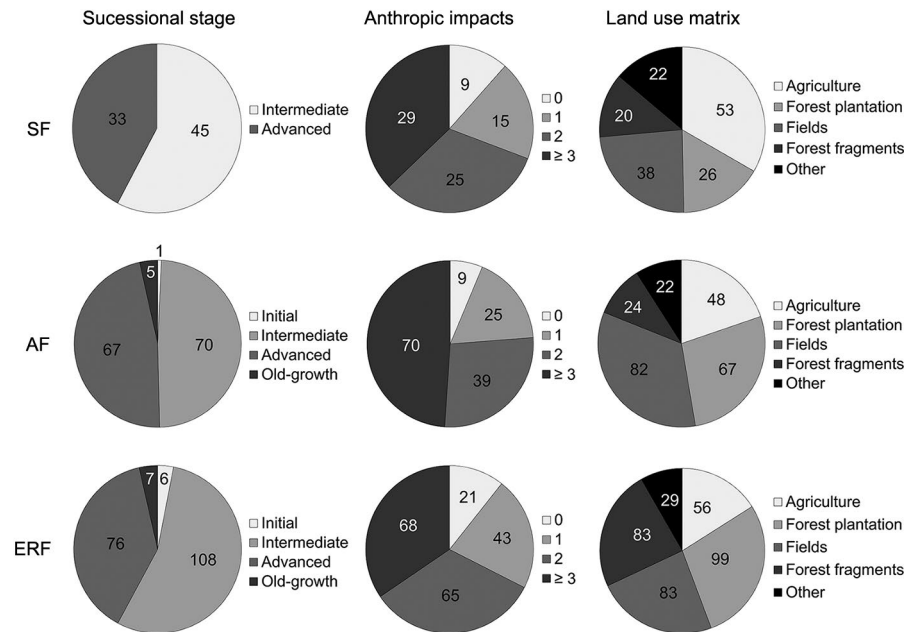 Sucessional stage
Anthropic impacts
Land use matrix
SF
33
45
Intermediate
Advanced
29
9
15
25
0
1
2
≥ 3
22
53
20
38
26
Agriculture
Forest plantation
Fields
Forest fragments
Other
AF
1
5
67
70
Initial
Intermediate
Advanced
Old-growth
9
25
70
39
0
1
2
≥ 3
22
48
24
82
67
Agriculture
Forest plantation
Fields
Forest fragments
Other
ERF
7
6
76
108
Initial
Intermediate
Advanced
Old-growth
21
68
43
65
0
1
2
≥ 3
29
56
83
99
83
Agriculture
Forest plantation
Fields
Forest fragments
Other